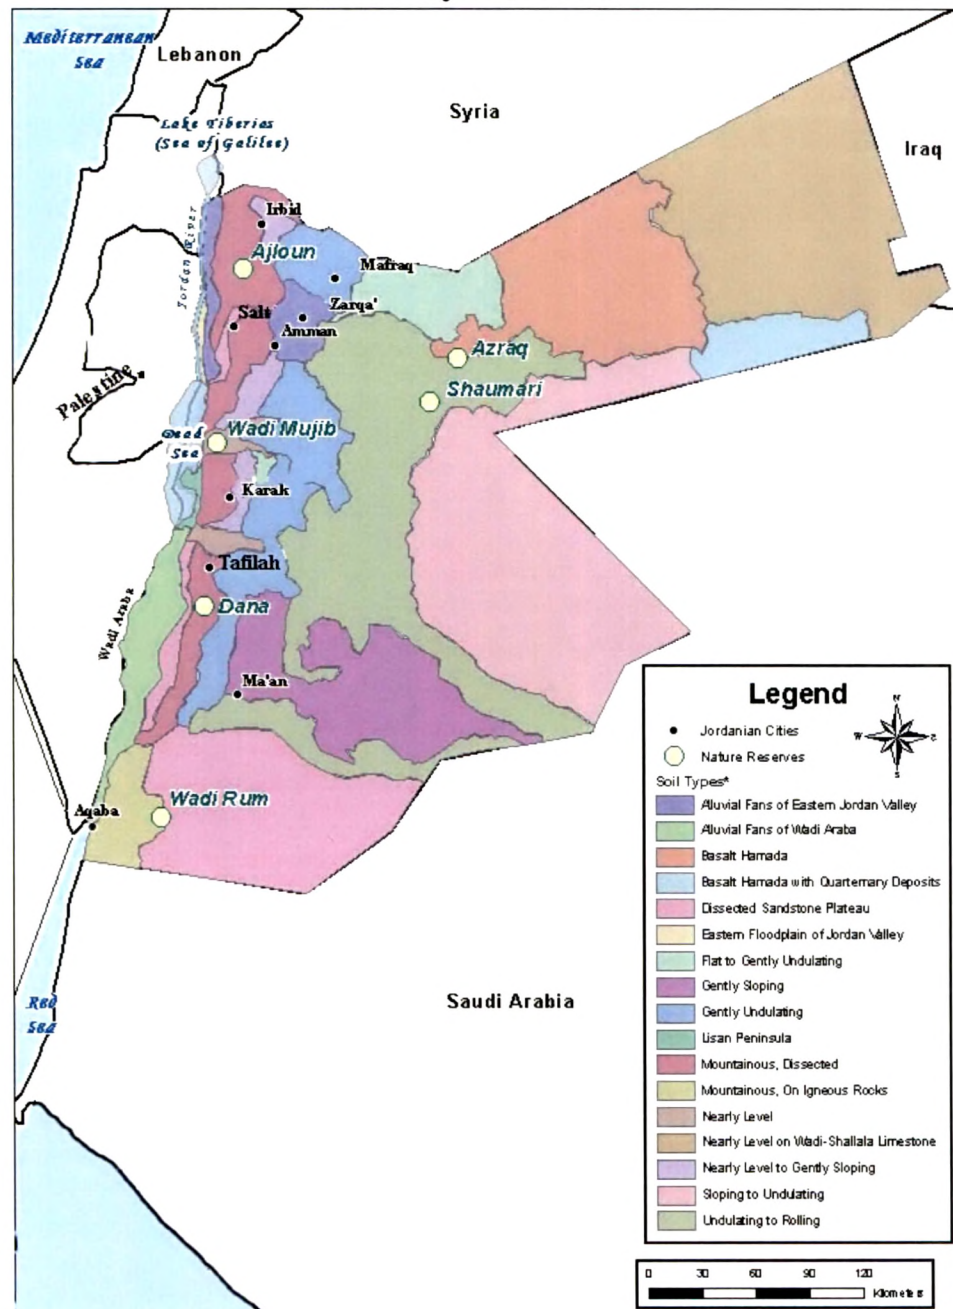 Mediterranean
Sea
Lebanon
Syria
Iraq
Lake Tiberias
(Sea of Galilee)
Jordan River
Irbid
Ajloun
Mafraq
Zarqa'
Salt
Amman
Azraq
Shaumari
Palestine
Wadi Mujib
Dead
Sea
Karak
Tafilah
Dana
Wadi Araba
Ma'an
Wadi Rum
Aqaba
Red
Sea
Saudi Arabia
Legend
N
W
E
S
Jordanian Cities
Nature Reserves
Soil Types*
Alluvial Fans of Eastern Jordan Valley
Alluvial Fans of Wadi Araba
Basalt Hamada
Basalt Hamada with Quarternary Deposits
Dissected Sandstone Plateau
Eastern Floodplain of Jordan Valley
Flat to Gently Undulating
Gently Sloping
Gently Undulating
Lisan Peninsula
Mountainous, Dissected
Mountainous, On Igneous Rocks
Nearly Level
Nearly Level on Wadi-Shallala Limestone
Nearly Level to Gently Sloping
Sloping to Undulating
Undulating to Rolling
0 30 60 90 120
Kilometers